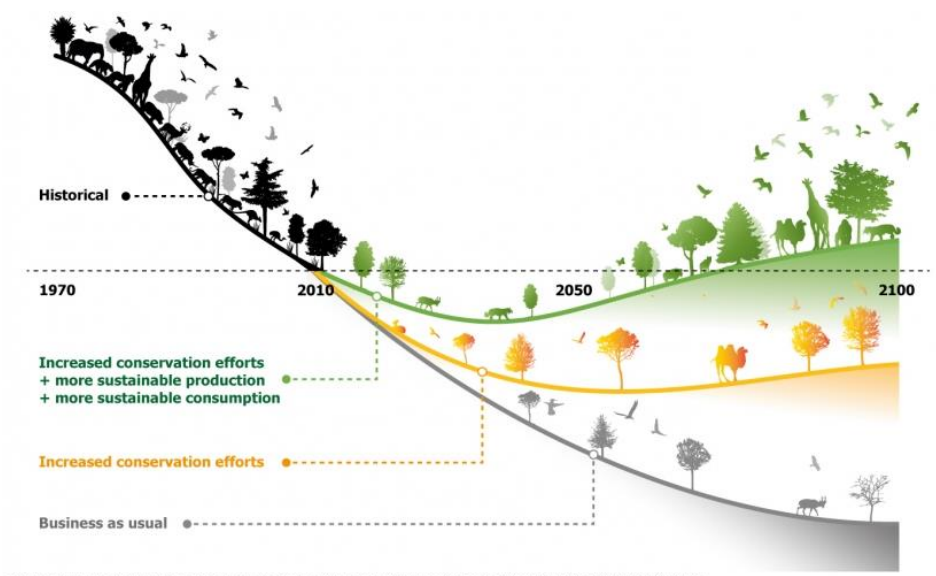 Historical
1970 2010 2050 2100
Increased conservation efforts
+ more sustainable production
+ more sustainable consumption
Increased conservation efforts
Business as usual